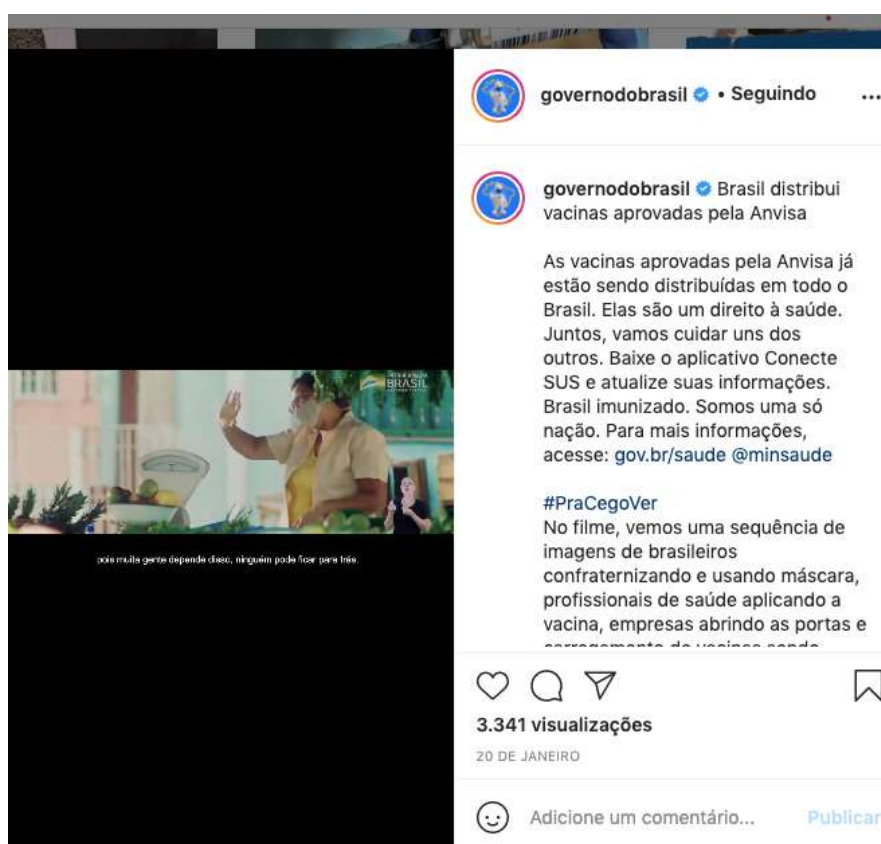 governodobrasil • Seguindo
governodobrasil Brasil distribui
vacinas aprovadas pela Anvisa
As vacinas aprovadas pela Anvisa já
estão sendo distribuídas em todo o
Brasil. Elas são um direito à saúde.
Juntos, vamos cuidar uns dos
outros. Baixe o aplicativo Conecte
SUS e atualize suas informações.
Brasil imunizado. Somos uma só
nação. Para mais informações,
acesse: gov.br/saude @minsaude
#PraCegoVer
No filme, vemos uma sequência de
imagens de brasileiros
confraternizando e usando máscara,
profissionais de saúde aplicando a
vacina, empresas abrindo as portas e
BRASIL
pois muita gente depende disso, ninguém pode ficar para trás.
3.341 visualizações
20 DE JANEIRO
Adicione um comentário...
Publicar